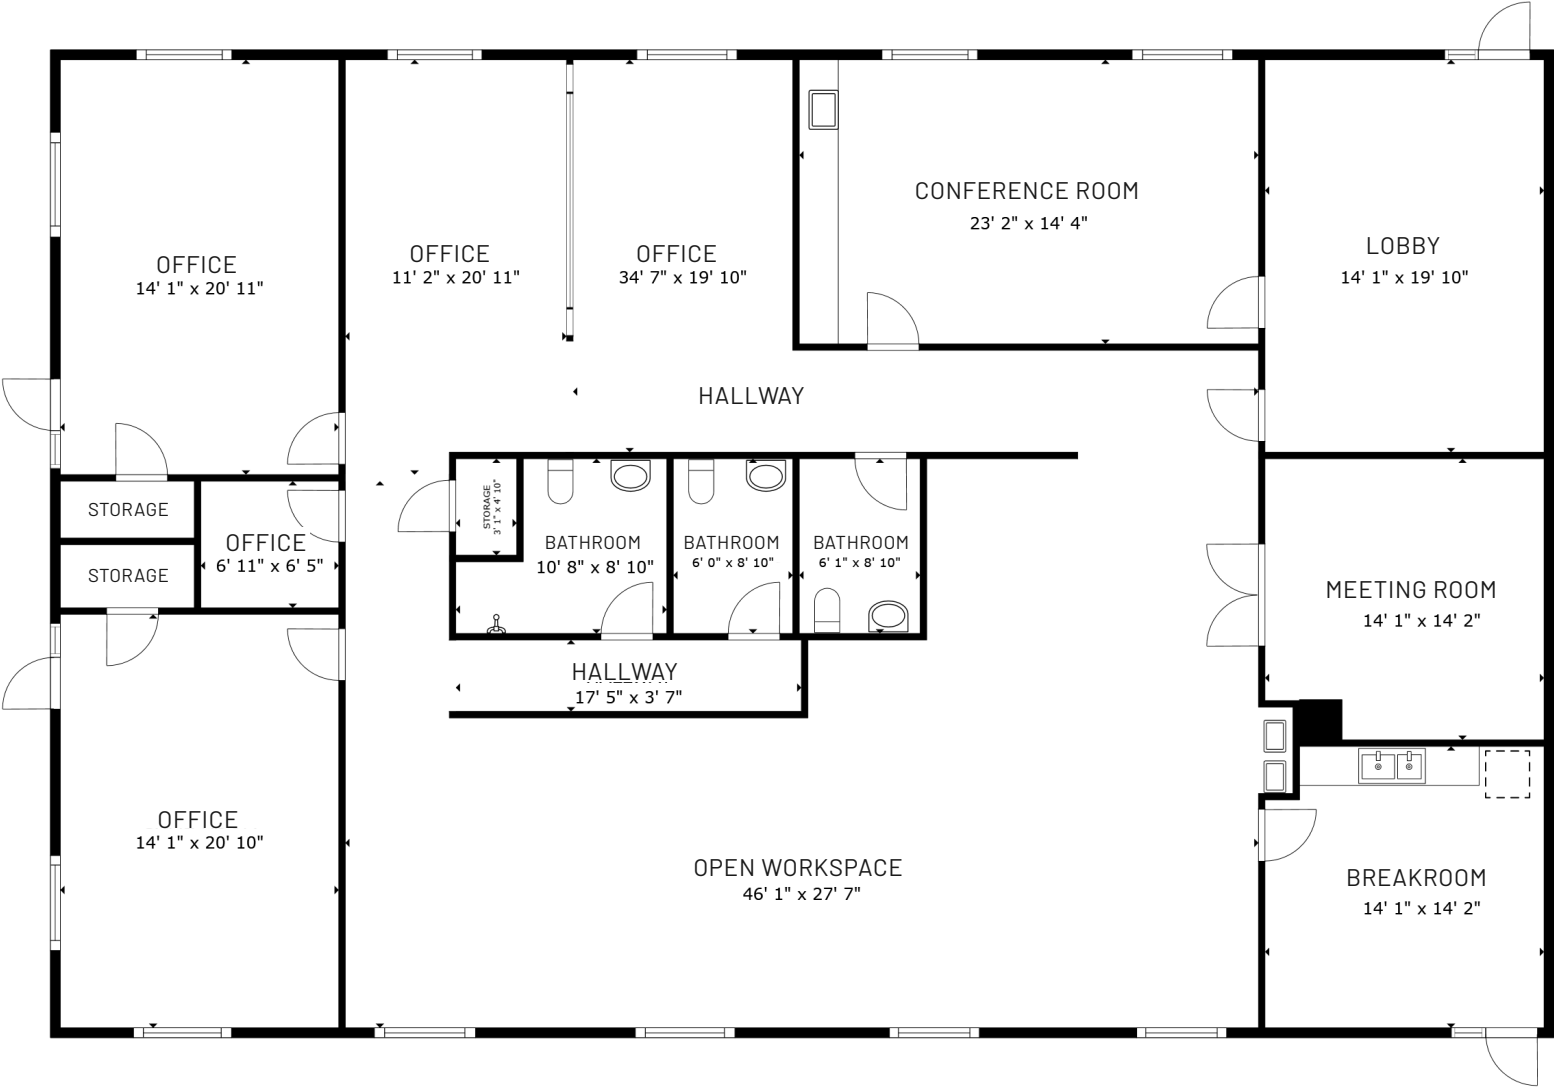 CONFERENCE ROOM
23' 2" x 14' 4"
OFFICE
14' 1" x 20' 11"
OFFICE
11' 2" x 20' 11"
OFFICE
34' 7" x 19' 10"
LOBBY
14' 1" x 19' 10"
HALLWAY
STORAGE
STORAGE
OFFICE
6' 11" x 6' 5"
STORAGE
3' 1" x 4' 10"
BATHROOM
10' 8" x 8' 10"
BATHROOM
6' 0" x 8' 10"
BATHROOM
6' 1" x 8' 10"
MEETING ROOM
14' 1" x 14' 2"
HALLWAY
17' 5" x 3' 7"
OFFICE
14' 1" x 20' 10"
OPEN WORKSPACE
46' 1" x 27' 7"
BREAKROOM
14' 1" x 14' 2"